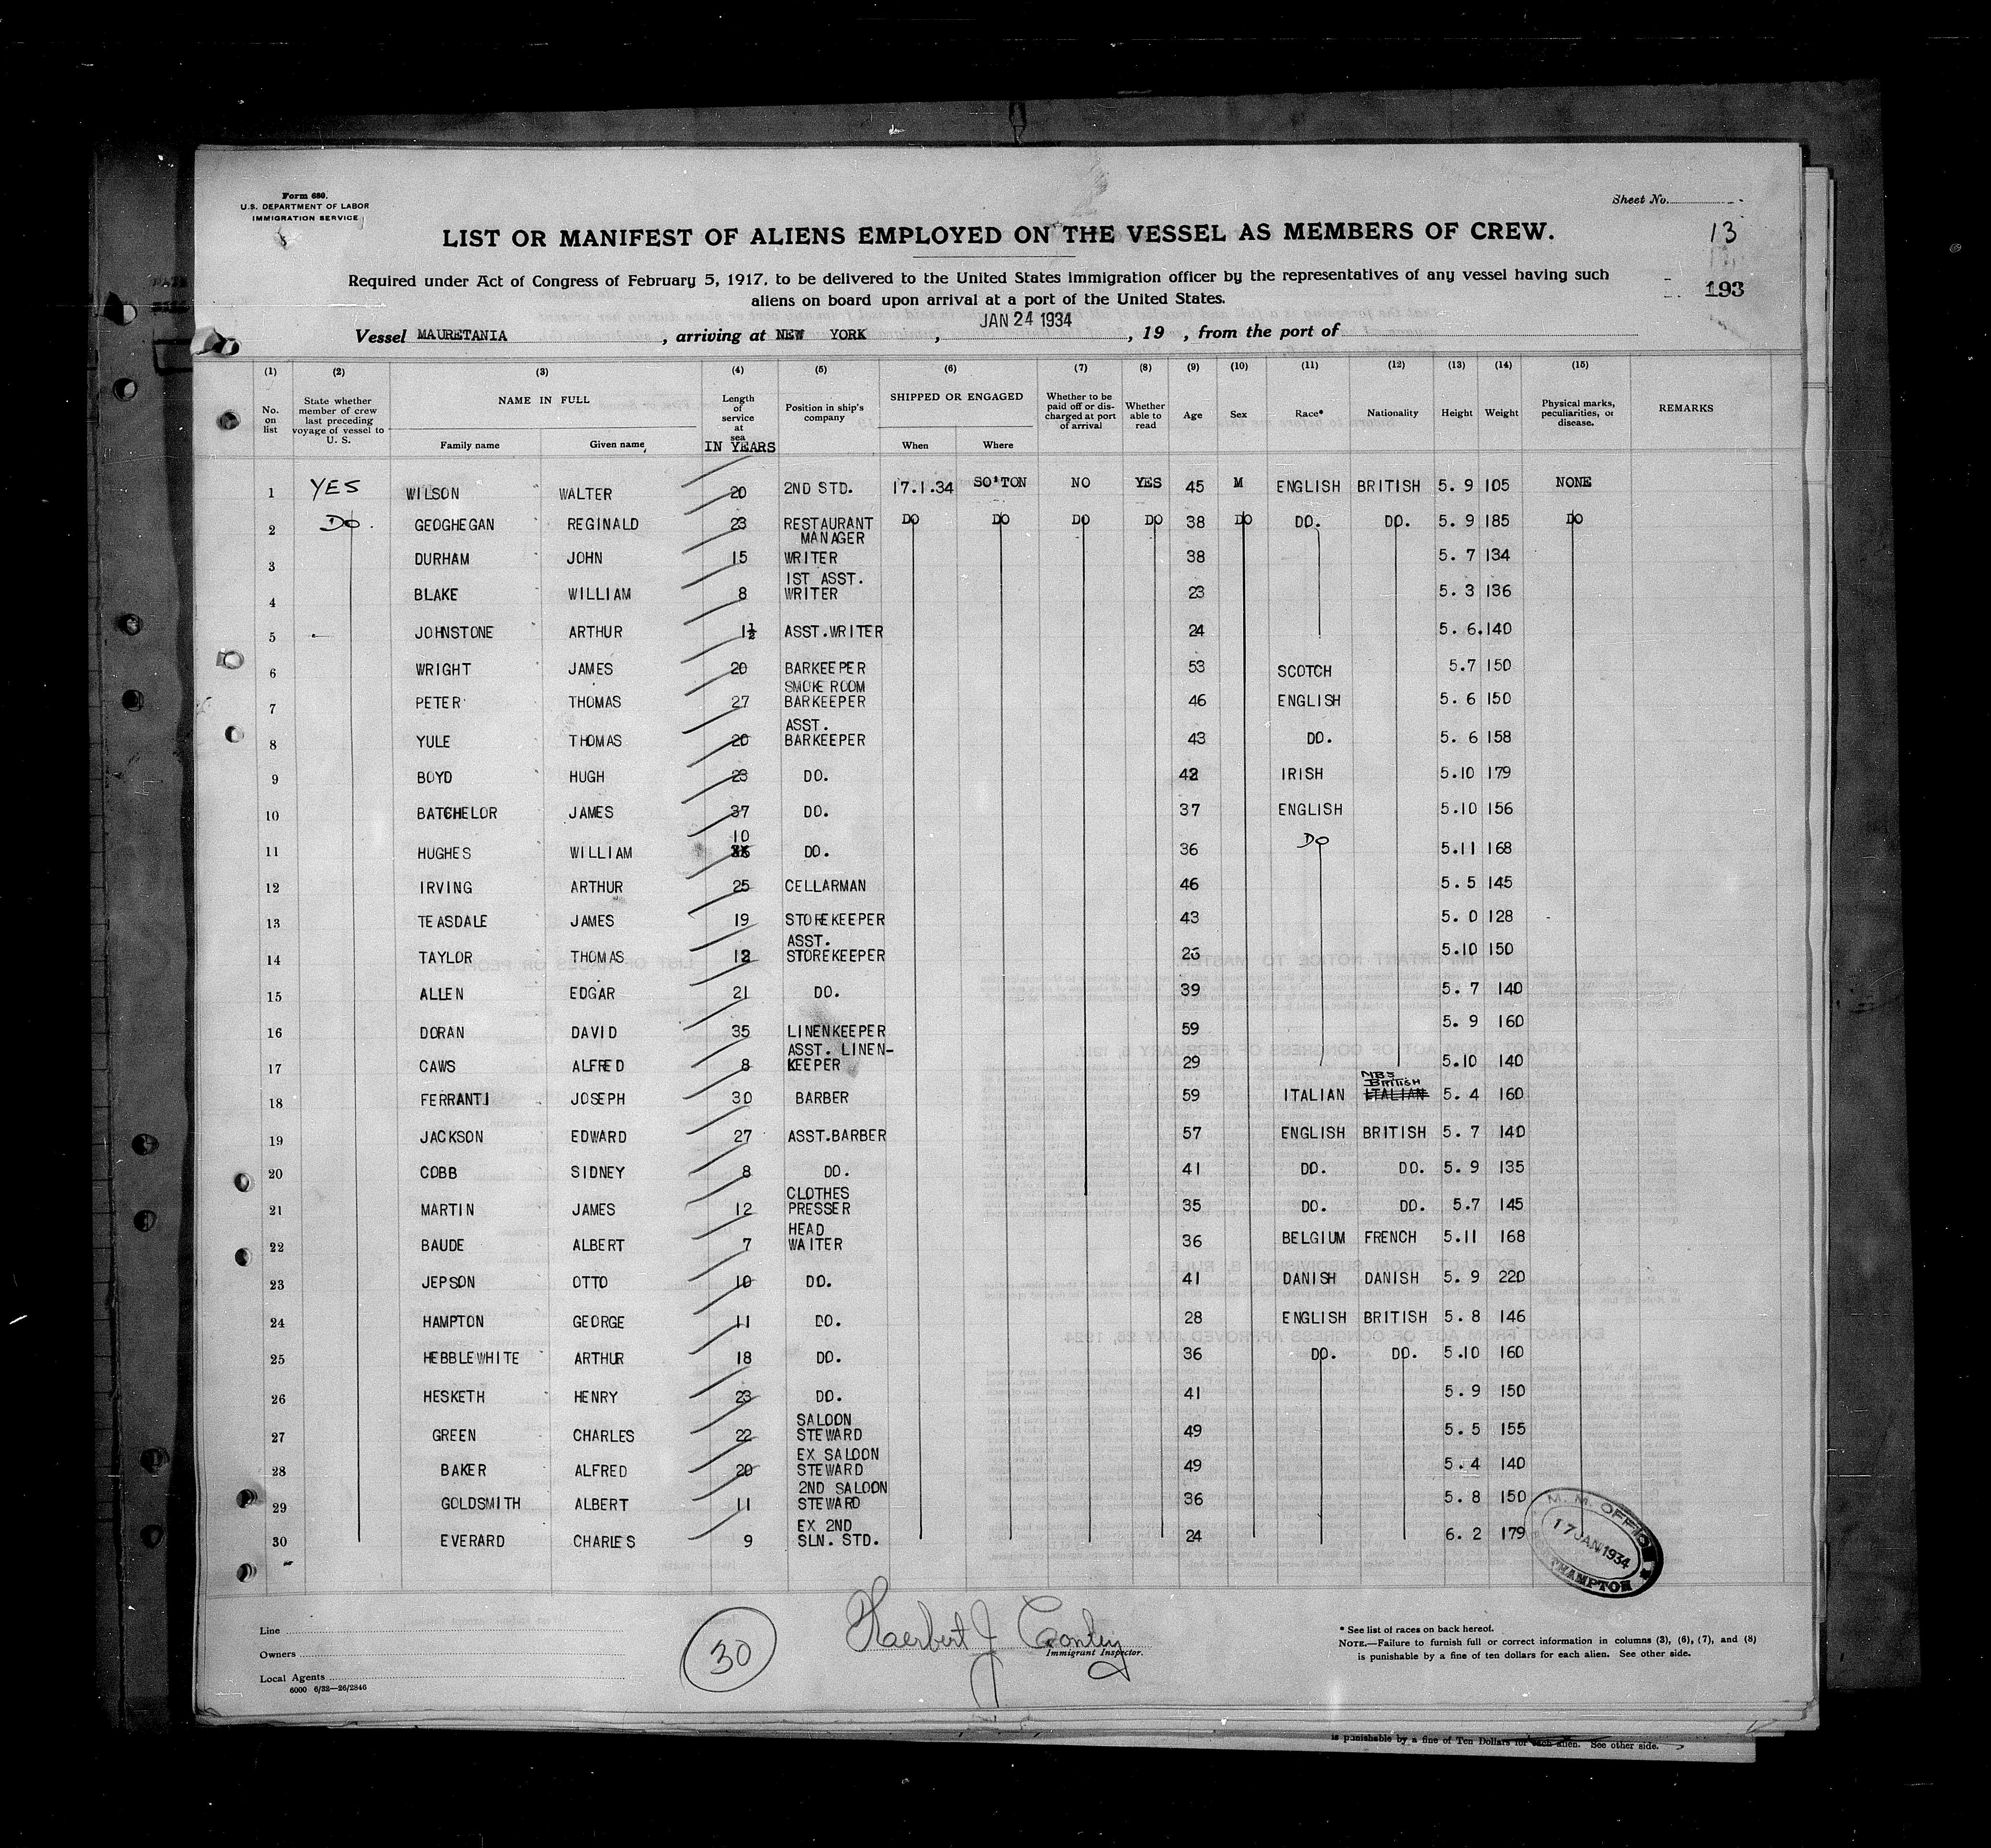 Form 680.
U.S. DEPARTMENT OF LABOR
IMMIGRATION SERVICE
Sheet No.
13
193
LIST OR MANIFEST OF ALIENS EMPLOYED ON THE VESSEL AS MEMBERS OF CREW.
Required under Act of Congress of February 5, 1917, to be delivered to the United States immigration officer by the representatives of any vessel having such
aliens on board upon arrival at a port of the United States.
Vessel MAURETANIA, arriving at NEW YORK, JAN 24 1934, 19 , from the port of
(1) (2) (3) (4) (5) (6) (7) (8) (9) (10) (11) (12) (13) (14) (15)
No. on list State whether member of crew last preceding voyage of vessel to U. S. NAME IN FULL Family name Given name Length of service at sea IN YEARS Position in ship's company SHIPPED OR ENGAGED When Where Whether to be paid off or discharged at port of arrival Whether able to read Age Sex Race* Nationality Height Weight Physical marks, peculiarities, or disease. REMARKS
1 YES WILSON WALTER 20 2ND STD. 17.1.34 SO'TON NO YES 45 M ENGLISH BRITISH 5. 9 105 NONE
2 DO. GEOGHEGAN REGINALD 23 RESTAURANT MANAGER DO DO DO DO 38 DO DO. DO. 5. 9 185 DO
3 DURHAM JOHN 15 WRITER 38 5. 7 134
4 BLAKE WILLIAM 8 1ST ASST. WRITER 23 5. 3 136
5 JOHNSTONE ARTHUR 1½ ASST.WRITER 24 5. 6.140
6 WRIGHT JAMES 20 BARKEEPER 53 SCOTCH 5.7 150
7 PETER THOMAS 27 SMOKE ROOM BARKEEPER 46 ENGLISH 5. 6 150
8 YULE THOMAS 20 ASST. BARKEEPER 43 DO. 5. 6 158
9 BOYD HUGH 23 DO. 42 IRISH 5.10 179
10 BATCHELOR JAMES 37 DO. 37 ENGLISH 5.10 156
11 HUGHES WILLIAM 10 DO. 36 DO 5.11 168
12 IRVING ARTHUR 25 CELLARMAN 46 5. 5 145
13 TEASDALE JAMES 19 STOREKEEPER 43 5. 0 128
14 TAYLOR THOMAS 12 ASST. STOREKEEPER 26 5.10 150
15 ALLEN EDGAR 21 DO. 39 5. 7 140
16 DORAN DAVID 35 LINENKEEPER 59 5. 9 160
17 CAWS ALFRED 8 ASST. LINEN-KEEPER 29 5.10 140
18 FERRANTI JOSEPH 30 BARBER 59 ITALIAN NBS British ITALIAN 5. 4 160
19 JACKSON EDWARD 27 ASST.BARBER 57 ENGLISH BRITISH 5. 7 140
20 COBB SIDNEY 8 DO. 41 DO. DO. 5. 9 135
21 MARTIN JAMES 12 CLOTHES PRESSER 35 DO. DO. 5.7 145
22 BAUDE ALBERT 7 HEAD WAITER 36 BELGIUM FRENCH 5.11 168
23 JEPSON OTTO 10 DO. 41 DANISH DANISH 5. 9 220
24 HAMPTON GEORGE 11 DO. 28 ENGLISH BRITISH 5. 8 146
25 HEBBLEWHITE ARTHUR 18 DO. 36 DO. DO. 5.10 160
26 HESKETH HENRY 23 DO. 41 5. 9 150
27 GREEN CHARLES 22 SALOON STEWARD 49 5. 5 155
28 BAKER ALFRED 20 EX SALOON STEWARD 49 5. 4 140
29 GOLDSMITH ALBERT 11 2ND SALOON STEWARD 36 5. 8 150
30 EVERARD CHARLES 9 EX 2ND SLN. STD. 24 6. 2 179
M. M. OFFICE
17 JAN 1934
THAMPTON
Line
Owners
Local Agents
6000 6/32—26/2846
30
Herbert J Conley
Immigrant Inspector.
* See list of races on back hereof.
NOTE.—Failure to furnish full or correct information in columns (3), (6), (7), and (8)
is punishable by a fine of ten dollars for each alien. See other side.
is punishable by a fine of Ten Dollars for each alien. See other side.